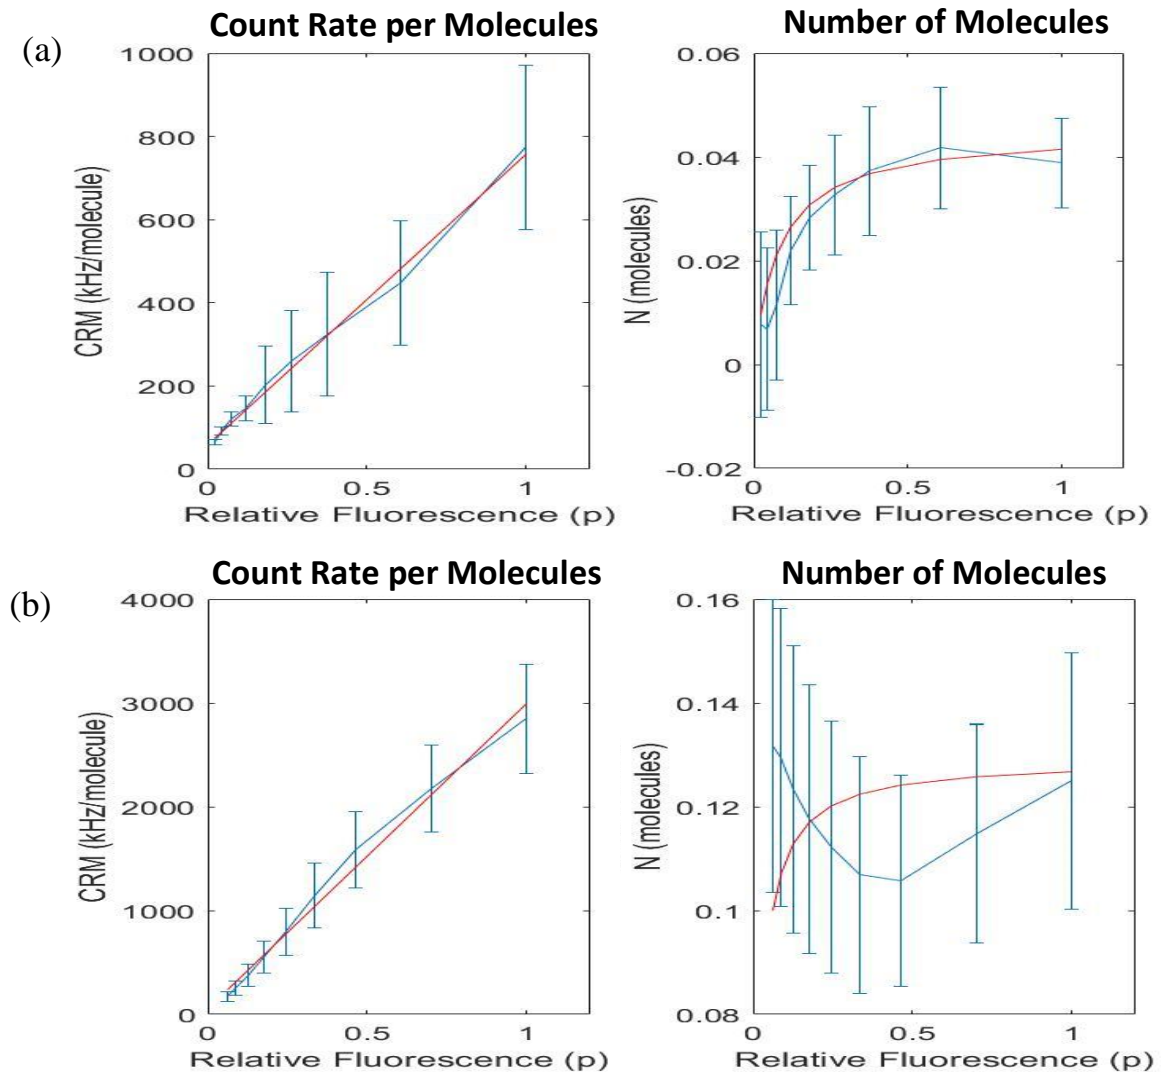 (a)
Count Rate per Molecules
1000
800
600
400
200
0
CRM (kHz/molecule)
0 0.5 1
Relative Fluorescence (p)
Number of Molecules
0.06
0.04
0.02
0
-0.02
N (molecules)
0 0.5 1
Relative Fluorescence (p)
(b)
Count Rate per Molecules
4000
3000
2000
1000
0
CRM (kHz/molecule)
0 0.5 1
Relative Fluorescence (p)
Number of Molecules
0.16
0.14
0.12
0.1
0.08
N (molecules)
0 0.5 1
Relative Fluorescence (p)